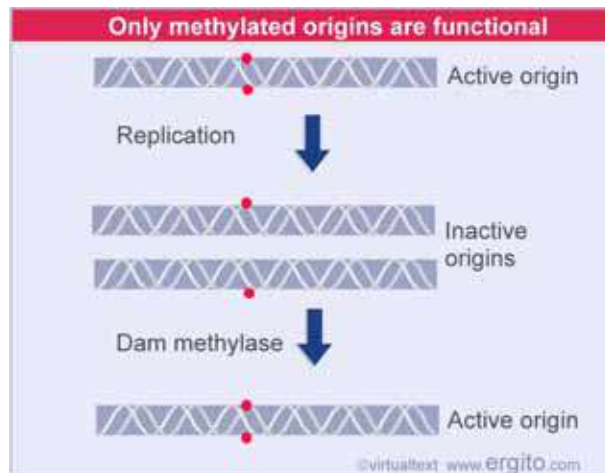 Only methylated origins are functional
Active origin
Replication
Inactive
origins
Dam methylase
Active origin
©virtualtext www.ergito.com